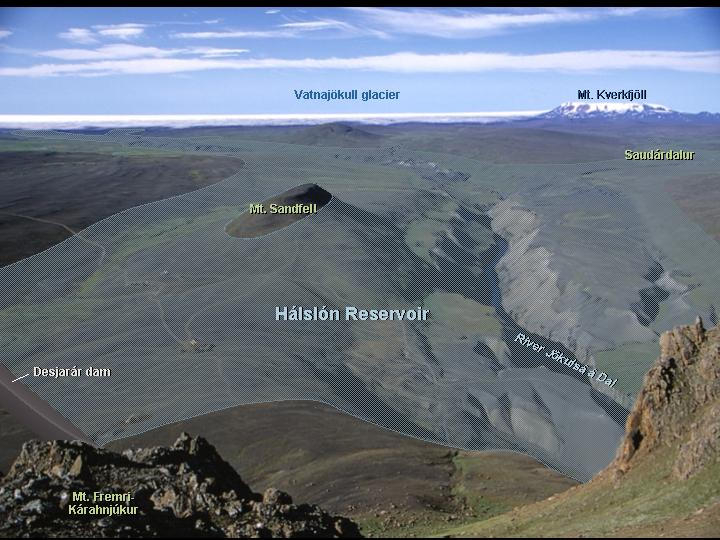 Vatnajökull glacier
Mt. Kverkfjöll
Saudárdalur
Mt. Sandfell
Hálslón Reservoir
River Jökulsá á Dal
Desjarár dam
Mt. Fremri-
Kárahnjúkur